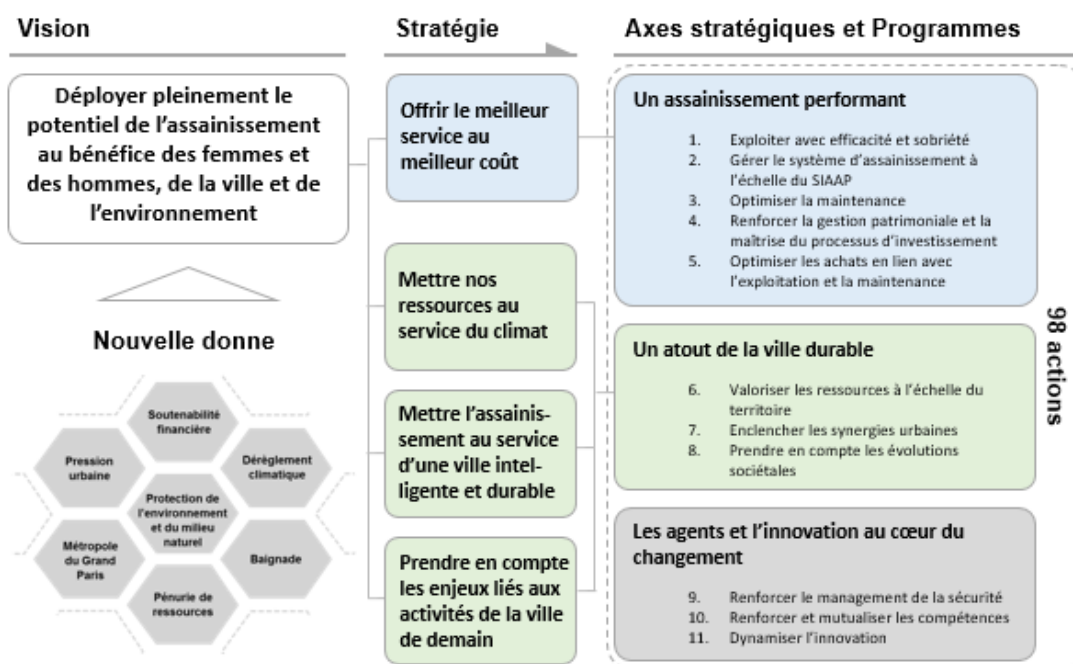 Vision
Déployer pleinement le
potentiel de l'assainissement
au bénéfice des femmes et
des hommes, de la ville et de
l'environnement
Nouvelle donne
Soutenabilité
financière
Pression
urbaine
Dérèglement
climatique
Protection de
l'environnement
et du milieu
naturel
Métropole
du Grand
Paris
Baignade
Pénurie de
ressources
Stratégie
Offrir le meilleur
service au
meilleur coût
Mettre nos
ressources au
service du climat
Mettre l'assainis-
sement au service
d'une ville intel-
ligente et durable
Prendre en compte
les enjeux liés aux
activités de la ville
de demain
Axes stratégiques et Programmes
Un assainissement performant
1. Exploiter avec efficacité et sobriété
2. Gérer le système d'assainissement à
l'échelle du SIAAP
3. Optimiser la maintenance
4. Renforcer la gestion patrimoniale et la
maîtrise du processus d'investissement
5. Optimiser les achats en lien avec
l'exploitation et la maintenance
Un atout de la ville durable
6. Valoriser les ressources à l'échelle du
territoire
7. Enclencher les synergies urbaines
8. Prendre en compte les évolutions
sociétales
Les agents et l'innovation au cœur du
changement
9. Renforcer le management de la sécurité
10. Renforcer et mutualiser les compétences
11. Dynamiser l'innovation
98 actions